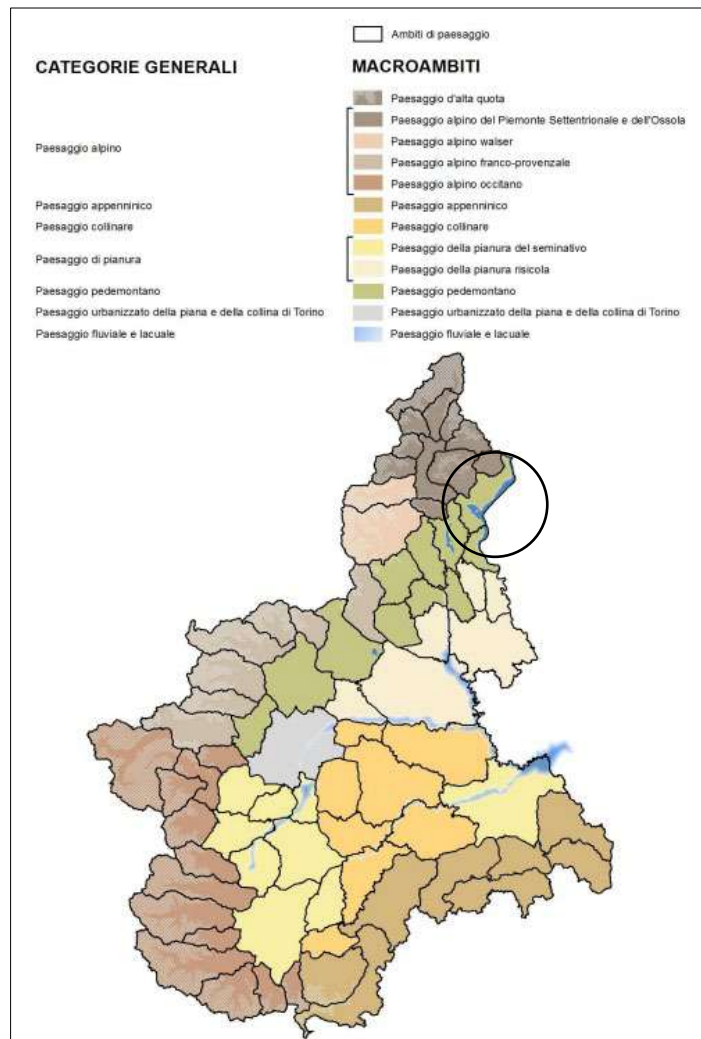 Ambiti di paesaggio
CATEGORIE GENERALI
MACROAMBITI
Paesaggio d'alta quota
Paesaggio alpino del Piemonte Settentrionale e dell'Ossola
Paesaggio alpino
Paesaggio alpino walser
Paesaggio alpino franco-provenzale
Paesaggio alpino occitano
Paesaggio appenninico
Paesaggio appenninico
Paesaggio collinare
Paesaggio collinare
Paesaggio di pianura
Paesaggio della pianura del seminativo
Paesaggio della pianura risicola
Paesaggio pedemontano
Paesaggio pedemontano
Paesaggio urbanizzato della piana e della collina di Torino
Paesaggio urbanizzato della piana e della collina di Torino
Paesaggio fluviale e lacuale
Paesaggio fluviale e lacuale